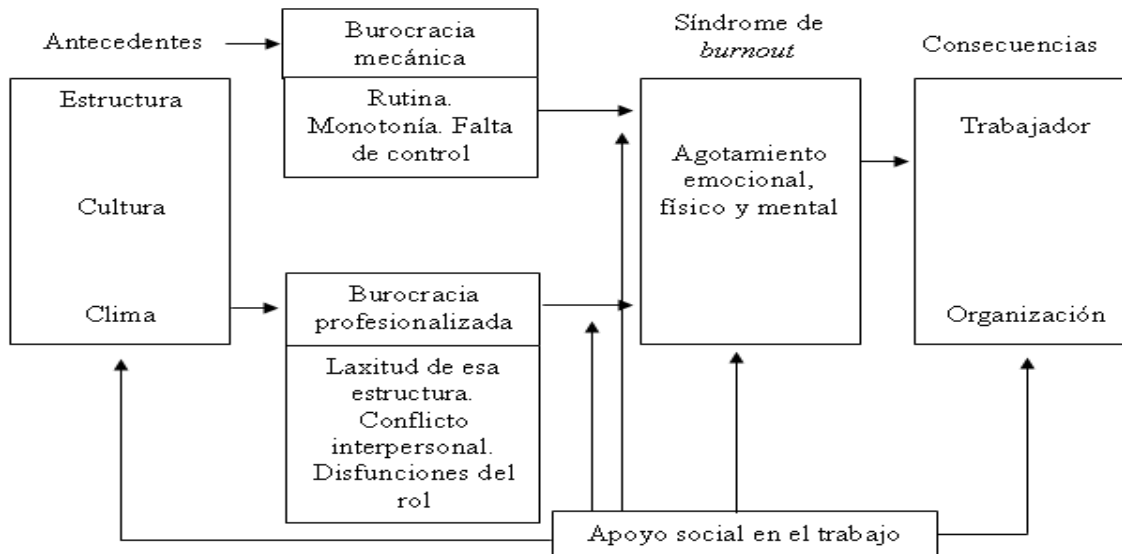 Antecedentes
Burocracia
mecánica
Síndrome de
burnout
Consecuencias
Estructura
Cultura
Clima
Rutina.
Monotonía. Falta
de control
Burocracia
profesionalizada
Laxitud de esa
estructura.
Conflicto
interpersonal.
Disfunciones del
rol
Agotamiento
emocional,
físico y mental
Trabajador
Organización
Apoyo social en el trabajo